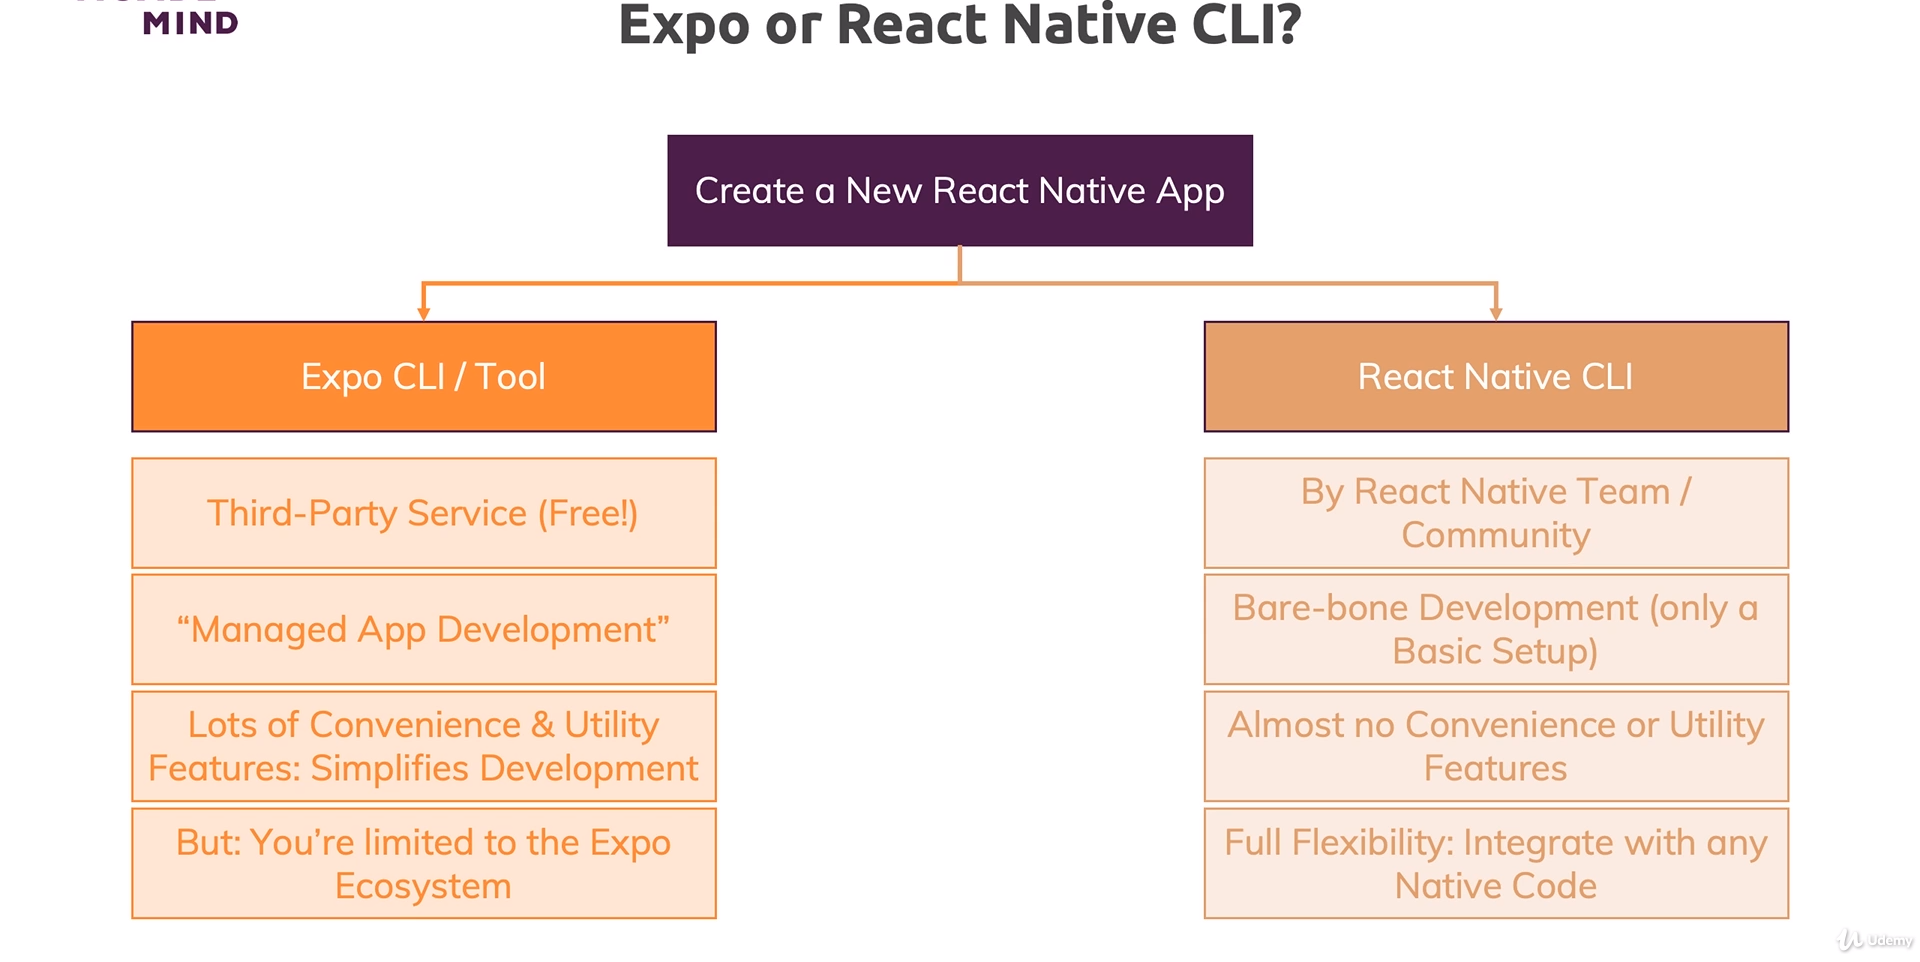 MIND
Expo or React Native CLI?
Create a New React Native App
Expo CLI / Tool
Third-Party Service (Free!)
“Managed App Development”
Lots of Convenience & Utility
Features: Simplifies Development
But: You’re limited to the Expo
Ecosystem
React Native CLI
By React Native Team /
Community
Bare-bone Development (only a
Basic Setup)
Almost no Convenience or Utility
Features
Full Flexibility: Integrate with any
Native Code
Udemy